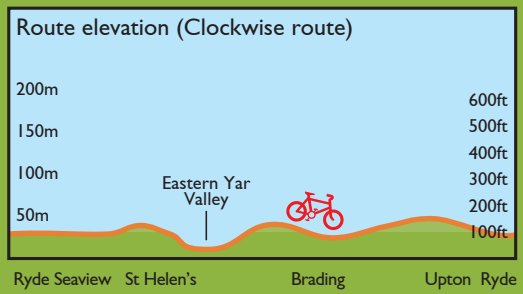 Route elevation (Clockwise route)
200m
600ft
500ft
150m
400ft
100m
300ft
Eastern Yar
Valley
200ft
50m
100ft
Ryde Seaview St Helen's Brading Upton Ryde